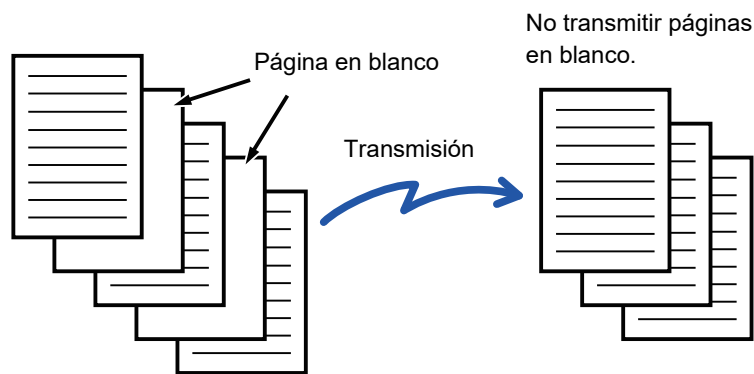 No transmitir páginas
en blanco.
Página en blanco
Transmisión